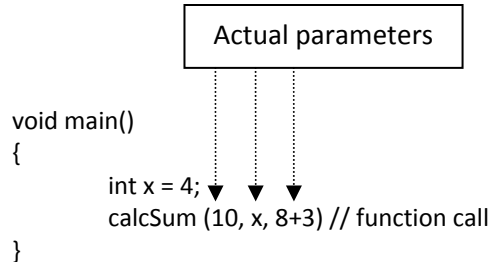 Actual parameters
void main()
{
int x = 4;
calcSum (10, x, 8+3) // function call
}